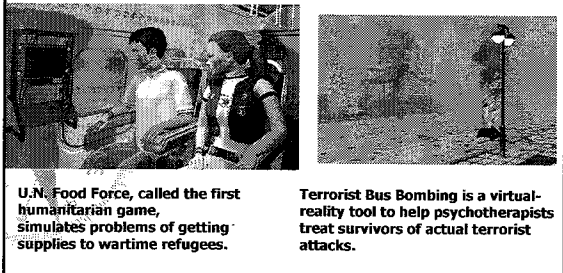 U.N. Food Force, called the first
humanitarian game,
simulates problems of getting
supplies to wartime refugees.
Terrorist Bus Bombing is a virtual-
reality tool to help psychotherapists
treat survivors of actual terrorist
attacks.